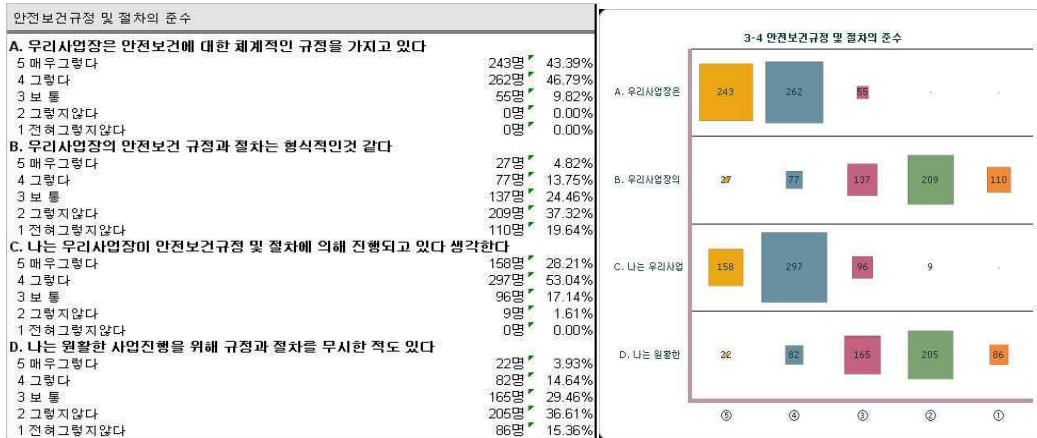 안전보건규정 및 절차의 준수
A. 우리사업장은 안전보건에 대한 체계적인 규정을 가지고 있다
5 매우그렇다 243명 43.39%
4 그렇다 262명 46.79%
3 보 통 55명 9.82%
2 그렇지않다 0명 0.00%
1 전혀그렇지않다 0명 0.00%
B. 우리사업장의 안전보건 규정과 절차는 형식적인것 같다
5 매우그렇다 27명 4.82%
4 그렇다 77명 13.75%
3 보 통 137명 24.46%
2 그렇지않다 209명 37.32%
1 전혀그렇지않다 110명 19.64%
C. 나는 우리사업장이 안전보건규정 및 절차에 의해 진행되고 있다 생각한다
5 매우그렇다 158명 28.21%
4 그렇다 297명 53.04%
3 보 통 96명 17.14%
2 그렇지않다 9명 1.61%
1 전혀그렇지않다 0명 0.00%
D. 나는 원활한 사업진행을 위해 규정과 절차를 무시한 적도 있다
5 매우그렇다 22명 3.93%
4 그렇다 82명 14.64%
3 보 통 165명 29.46%
2 그렇지않다 205명 36.61%
1 전혀그렇지않다 86명 15.36%
3-4 안전보건규정 및 절차의 준수
A. 우리사업장은 243 262 55 - -
B. 우리사업장의 27 77 137 209 110
C. 나는 우리사업 158 297 96 9 -
D. 나는 원활한 22 82 165 205 86
⑤ ④ ③ ② ①